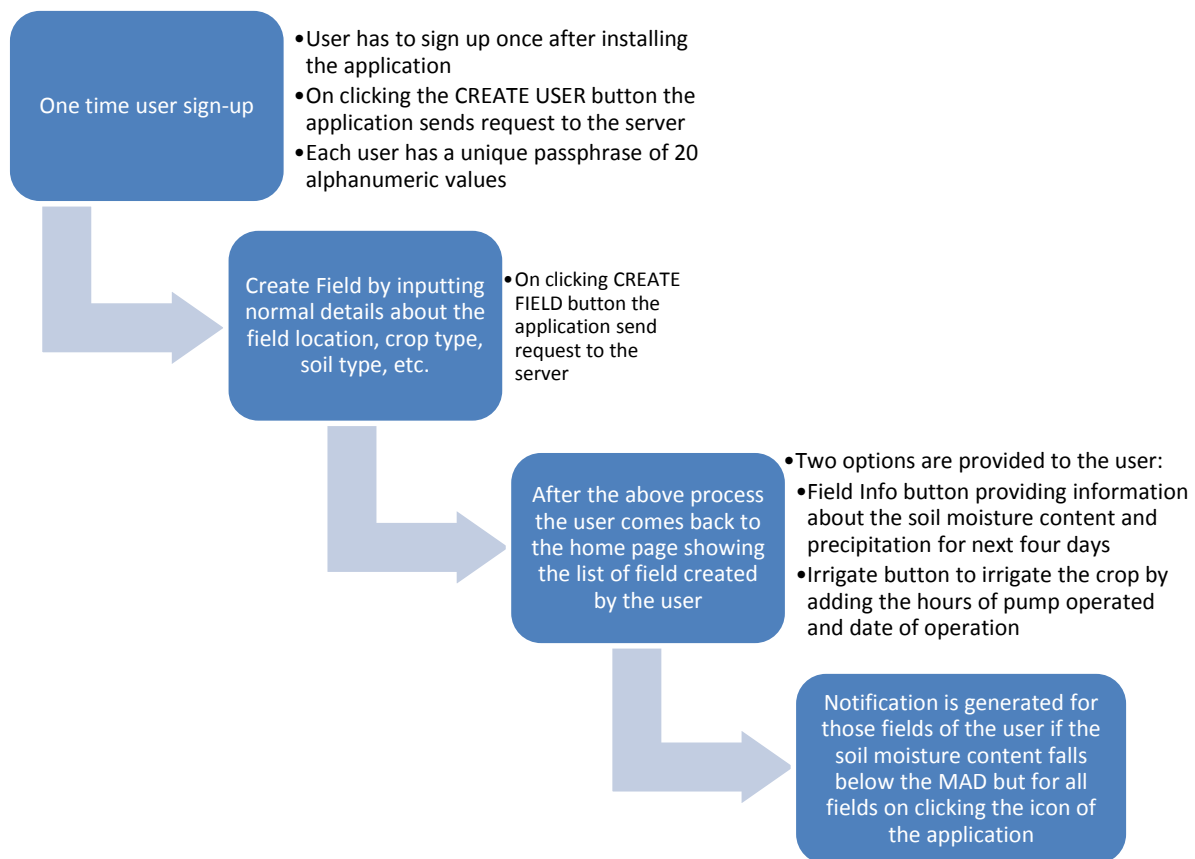 One time user sign-up
•User has to sign up once after installing
the application
•On clicking the CREATE USER button the
application sends request to the server
•Each user has a unique passphrase of 20
alphanumeric values
Create Field by inputting
normal details about the
field location, crop type,
soil type, etc.
•On clicking CREATE
FIELD button the
application send
request to the
server
After the above process
the user comes back to
the home page showing
the list of field created
by the user
•Two options are provided to the user:
•Field Info button providing information
about the soil moisture content and
precipitation for next four days
•Irrigate button to irrigate the crop by
adding the hours of pump operated
and date of operation
Notification is generated for
those fields of the user if the
soil moisture content falls
below the MAD but for all
fields on clicking the icon of
the application